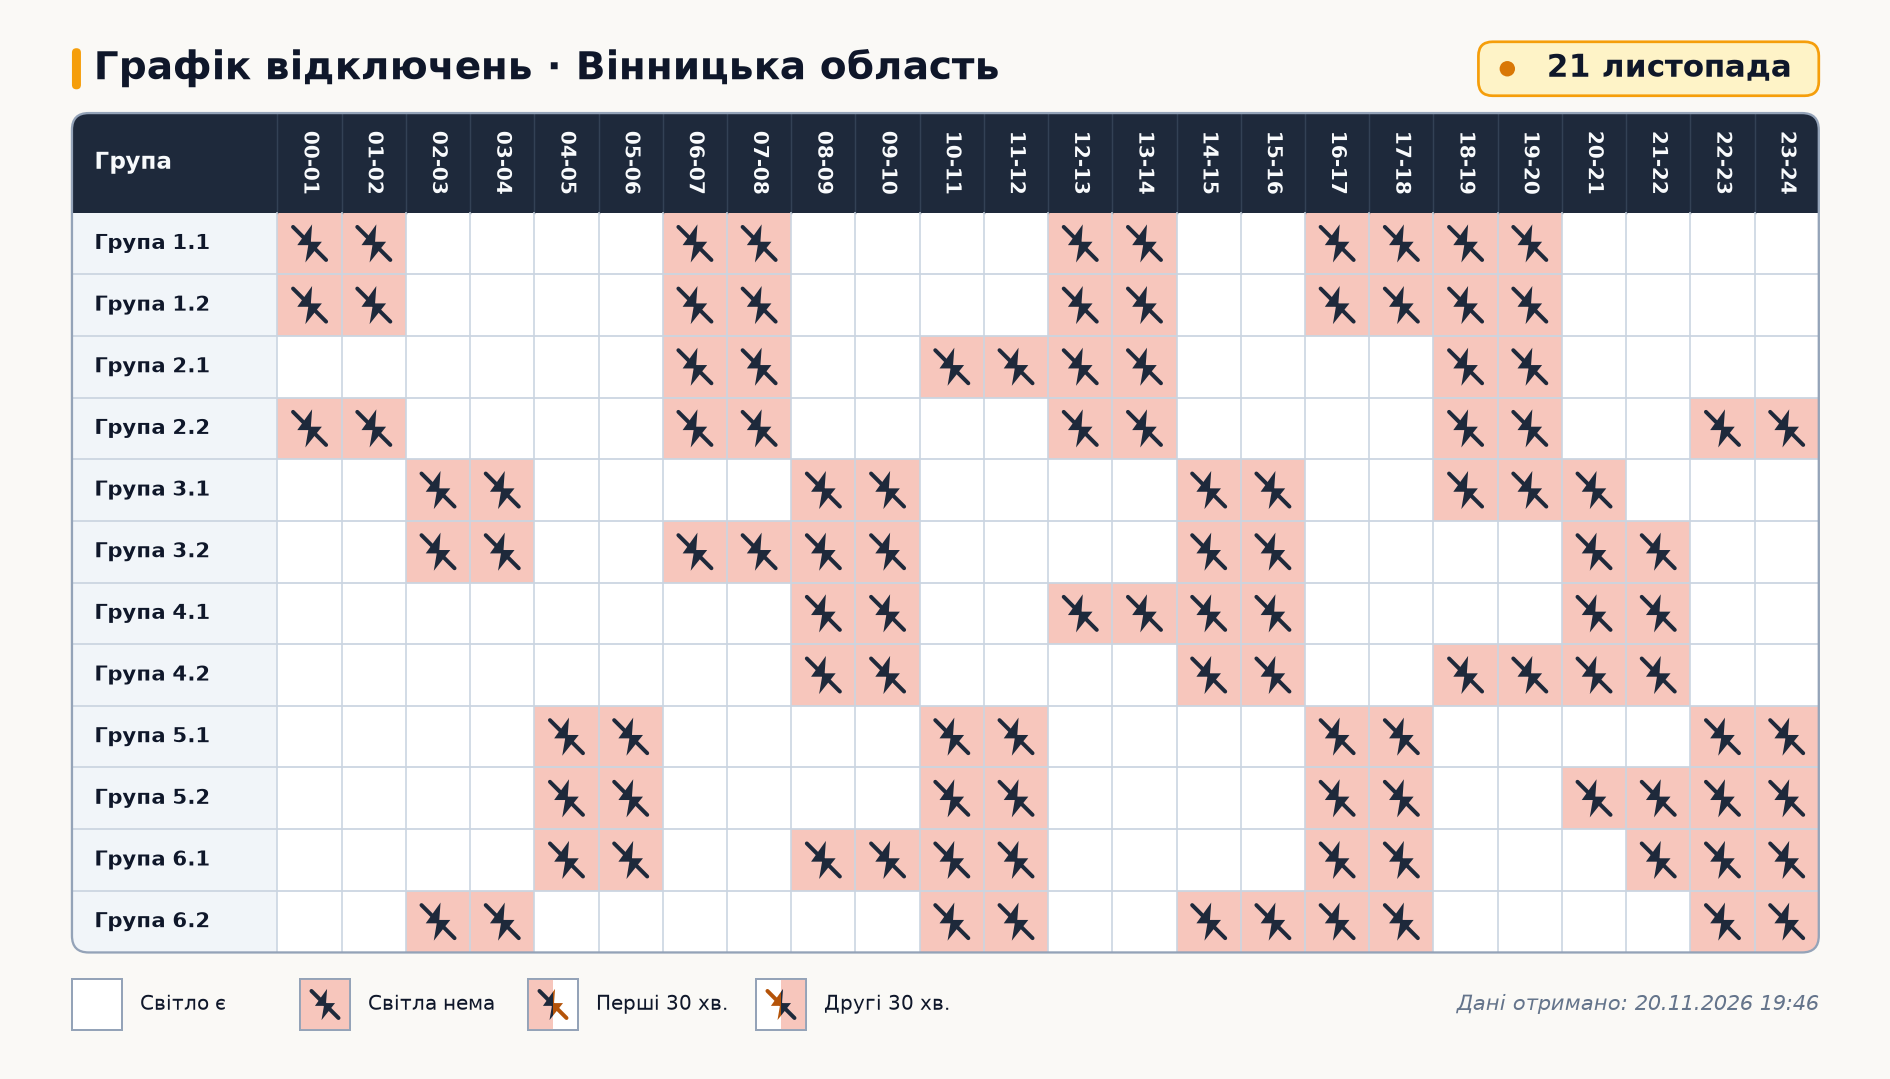 Графік відключень · Вінницька область
21 листопада
Група 00-01 01-02 02-03 03-04 04-05 05-06 06-07 07-08 08-09 09-10 10-11 11-12 12-13 13-14 14-15 15-16 16-17 17-18 18-19 19-20 20-21 21-22 22-23 23-24
Група 1.1
Група 1.2
Група 2.1
Група 2.2
Група 3.1
Група 3.2
Група 4.1
Група 4.2
Група 5.1
Група 5.2
Група 6.1
Група 6.2
Світло є Світла нема Перші 30 хв. Другі 30 хв.
Дані отримано: 20.11.2026 19:46